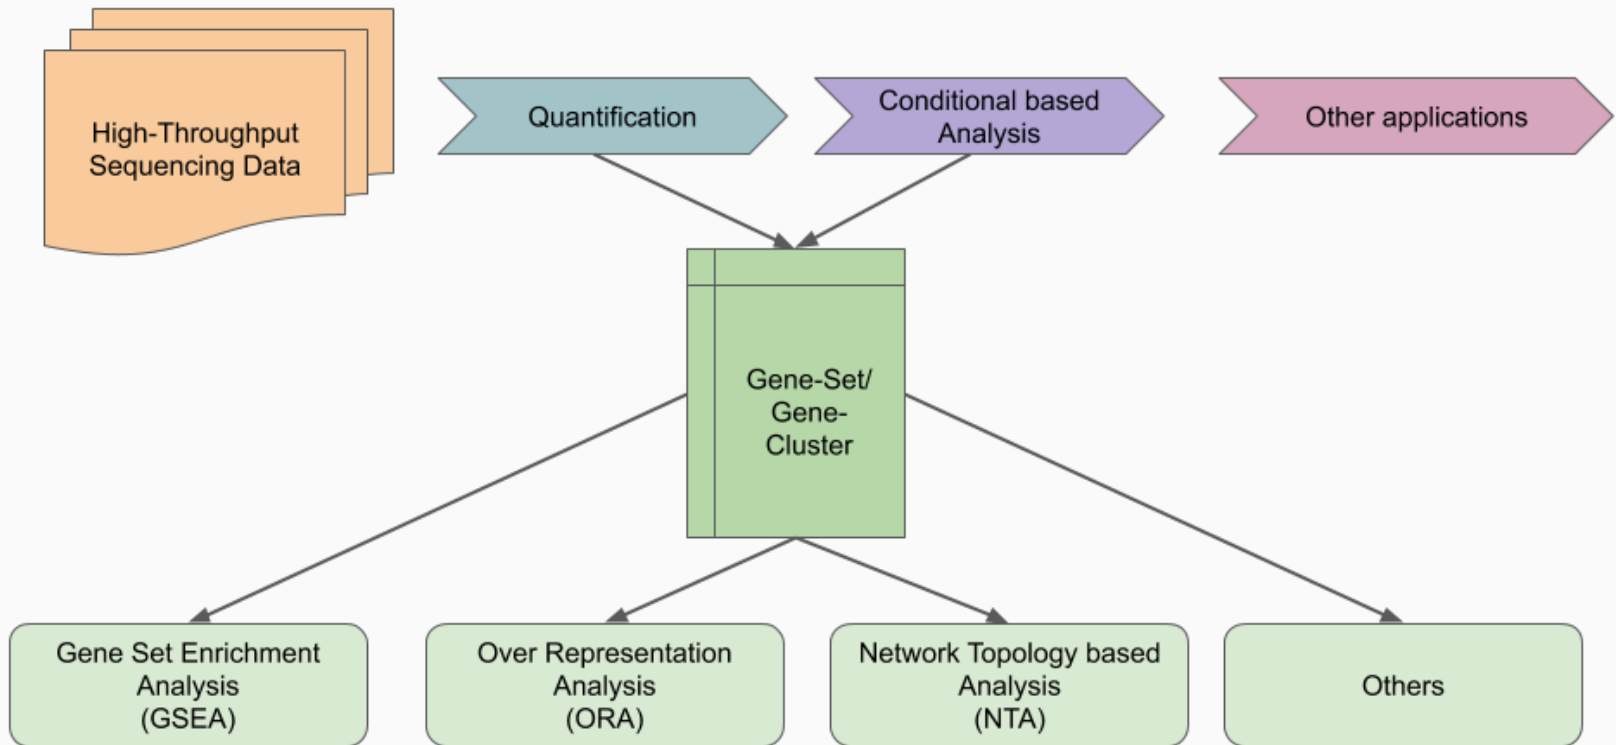 High-Throughput
Sequencing Data
Quantification
Conditional based
Analysis
Other applications
Gene-Set/
Gene-
Cluster
Gene Set Enrichment
Analysis
(GSEA)
Over Representation
Analysis
(ORA)
Network Topology based
Analysis
(NTA)
Others